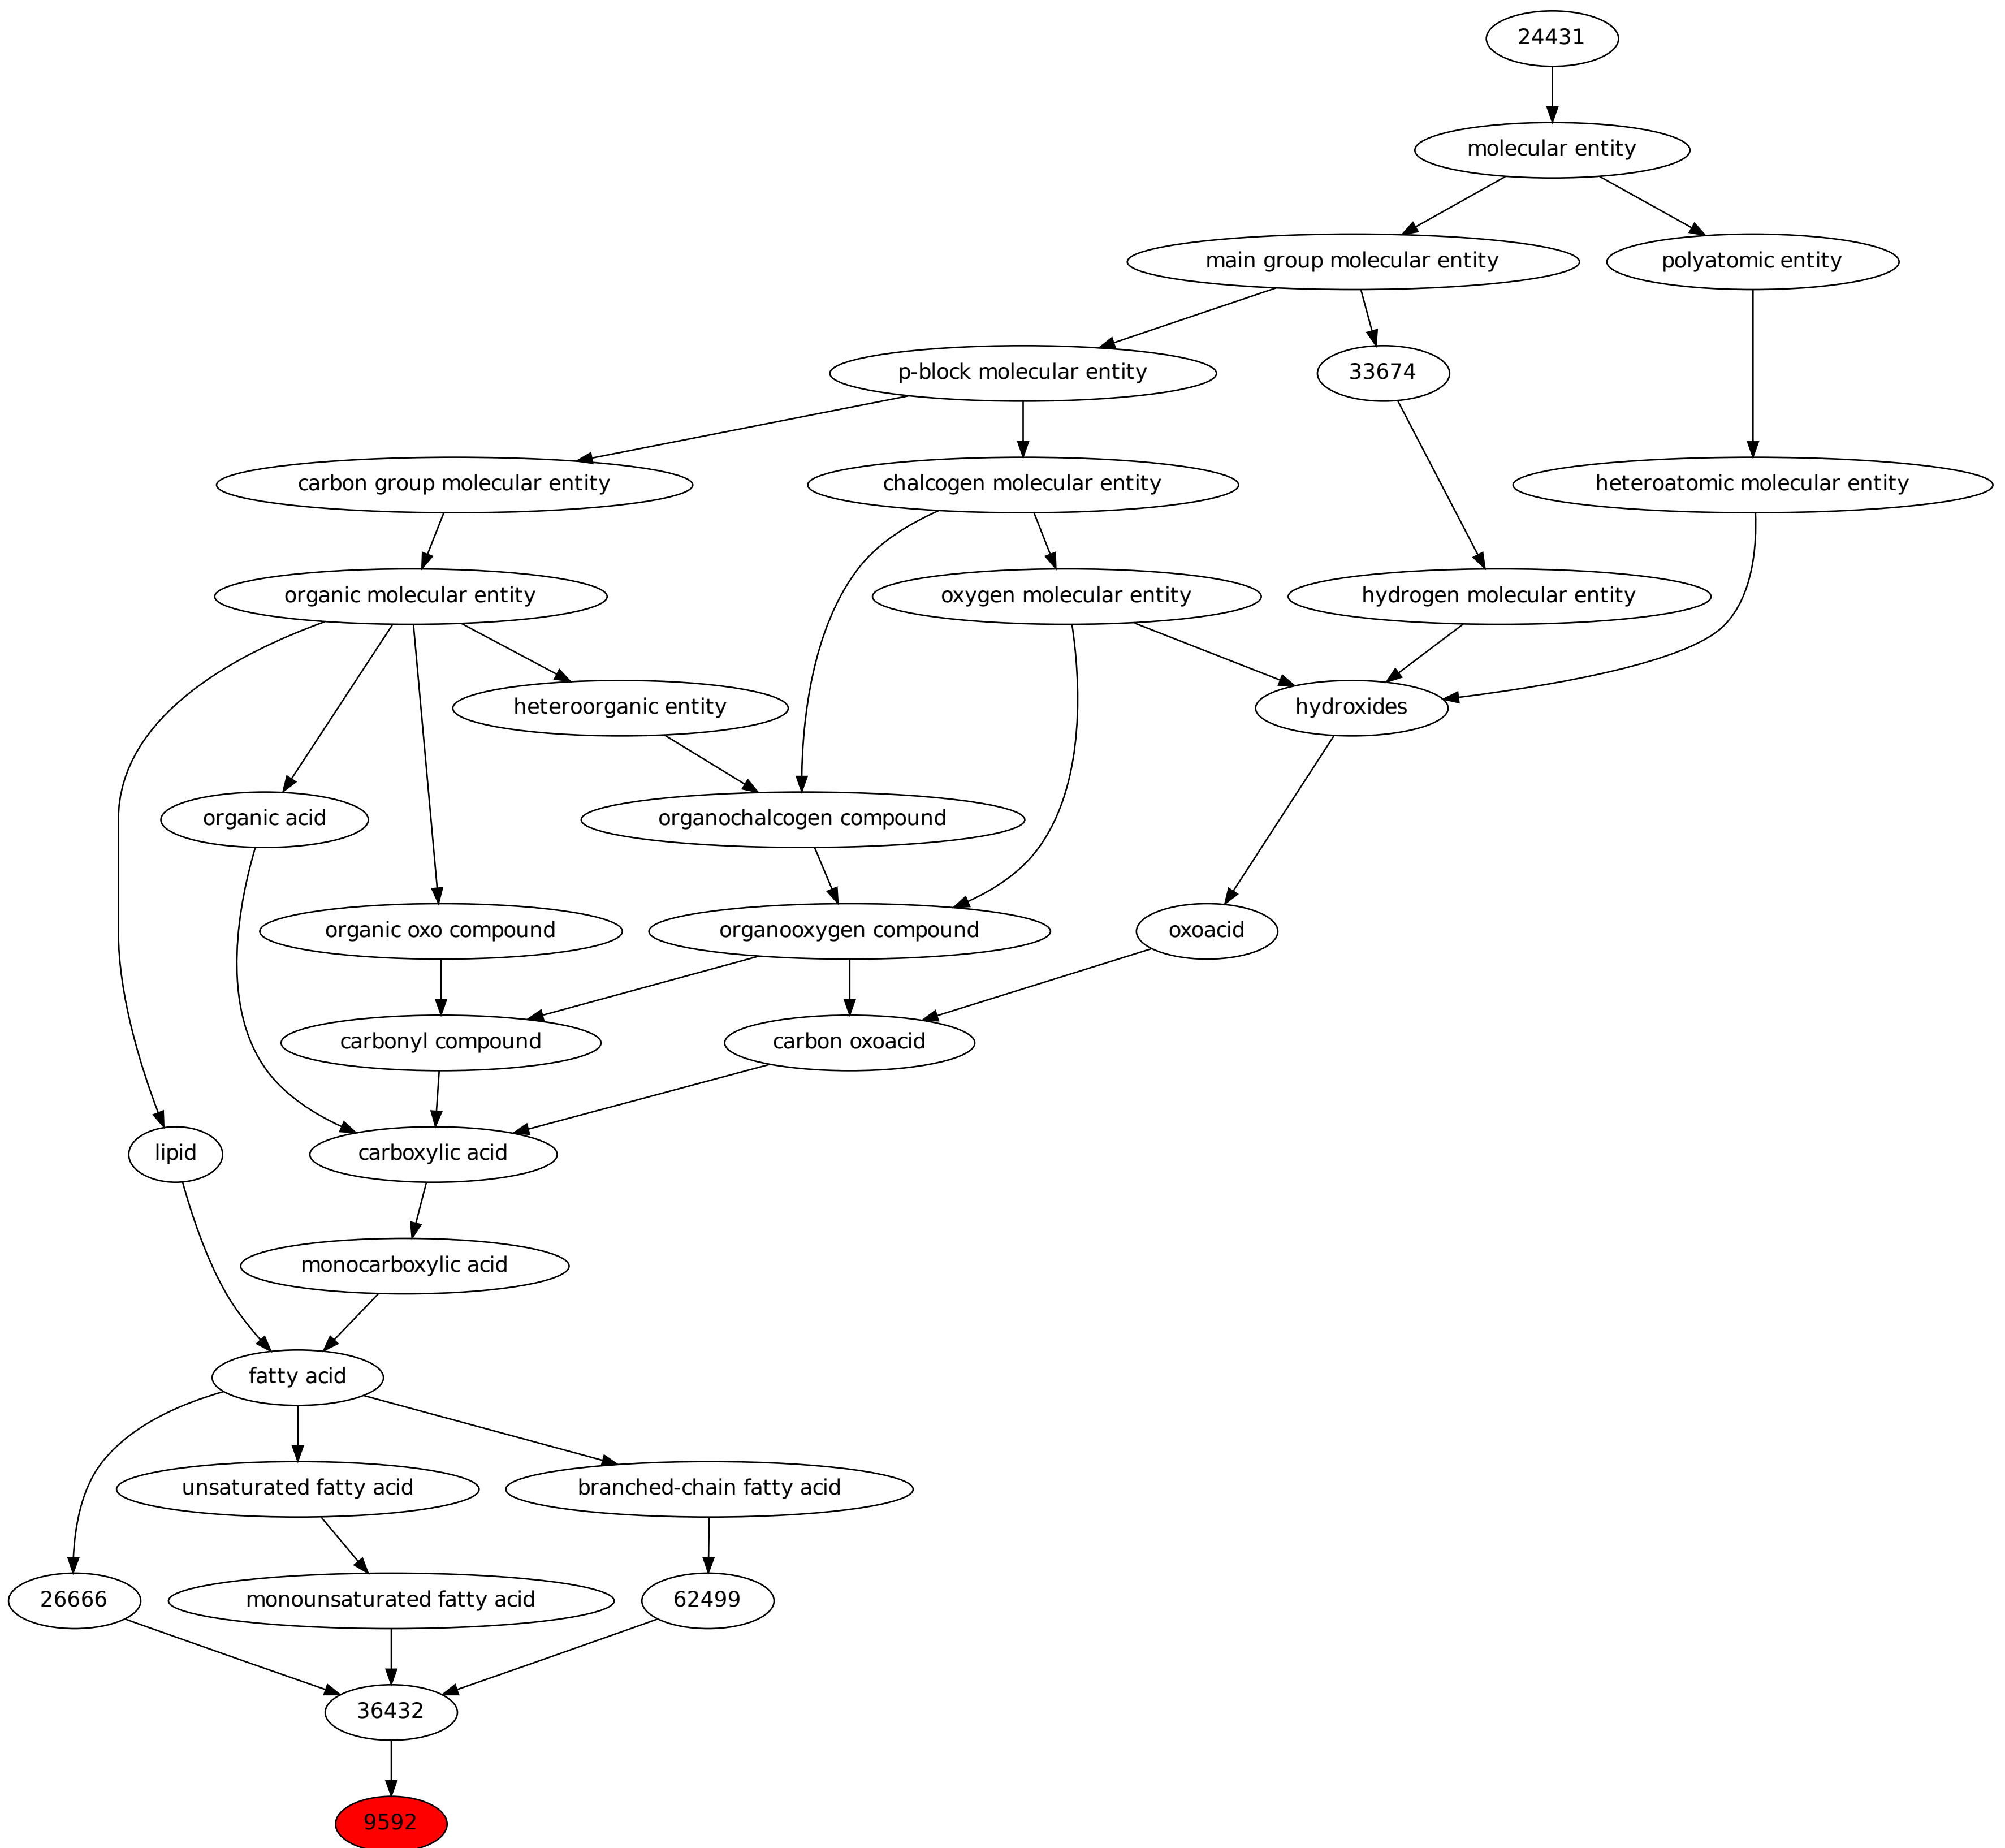 24431
molecular entity
main group molecular entity
polyatomic entity
p-block molecular entity
33674
carbon group molecular entity
chalcogen molecular entity
heteroatomic molecular entity
organic molecular entity
oxygen molecular entity
hydrogen molecular entity
heteroorganic entity
hydroxides
organic acid
organochalcogen compound
organic oxo compound
organooxygen compound
oxoacid
carbonyl compound
carbon oxoacid
lipid
carboxylic acid
monocarboxylic acid
fatty acid
unsaturated fatty acid
branched-chain fatty acid
26666
monounsaturated fatty acid
62499
36432
9592